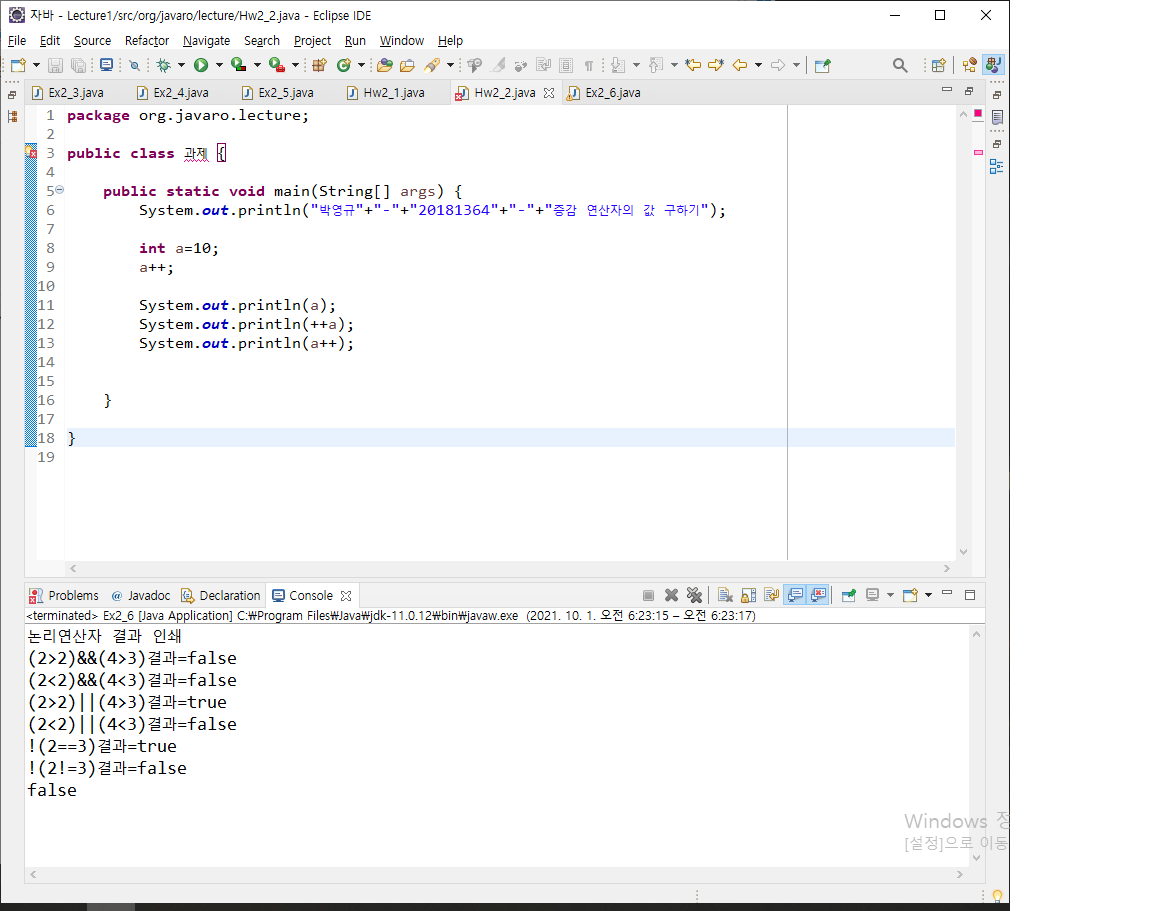 자바 - Lecture1/src/org/javaro/lecture/Hw2_2.java - Eclipse IDE
File Edit Source Refactor Navigate Search Project Run Window Help
Ex2_3.java Ex2_4.java Ex2_5.java Hw2_1.java Hw2_2.java Ex2_6.java
1 package org.javaro.lecture;
2
3 public class 과제 {
4
5 public static void main(String[] args) {
6 System.out.println("박영규"+"-"+"20181364"+"-"+"증감 연산자의 값 구하기");
7
8 int a=10;
9 a++;
10
11 System.out.println(a);
12 System.out.println(++a);
13 System.out.println(a++);
14
15
16 }
17
18 }
19
Problems @ Javadoc Declaration Console
<terminated> Ex2_6 [Java Application] C:₩Program Files₩Java₩jdk-11.0.12₩bin₩javaw.exe (2021. 10. 1. 오전 6:23:15 – 오전 6:23:17)
논리연산자 결과 인쇄
(2>2)&&(4>3)결과=false
(2<2)&&(4<3)결과=false
(2>2)||(4>3)결과=true
(2<2)||(4<3)결과=false
!(2==3)결과=true
!(2!=3)결과=false
false
Windows 정
[설정]으로 이동